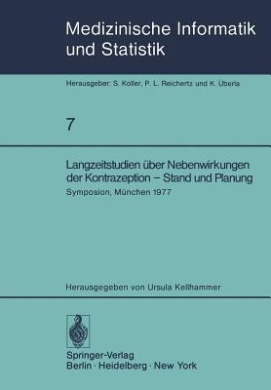 Medizinische Informatik
und Statistik
Herausgeber: S. Koller, P. L. Reichertz und K. Überla
7
Langzeitstudien über Nebenwirkungen
der Kontrazeption – Stand und Planung
Symposion, München 1977
Herausgegeben von Ursula Kellhammer
Springer-Verlag
Berlin · Heidelberg · New York